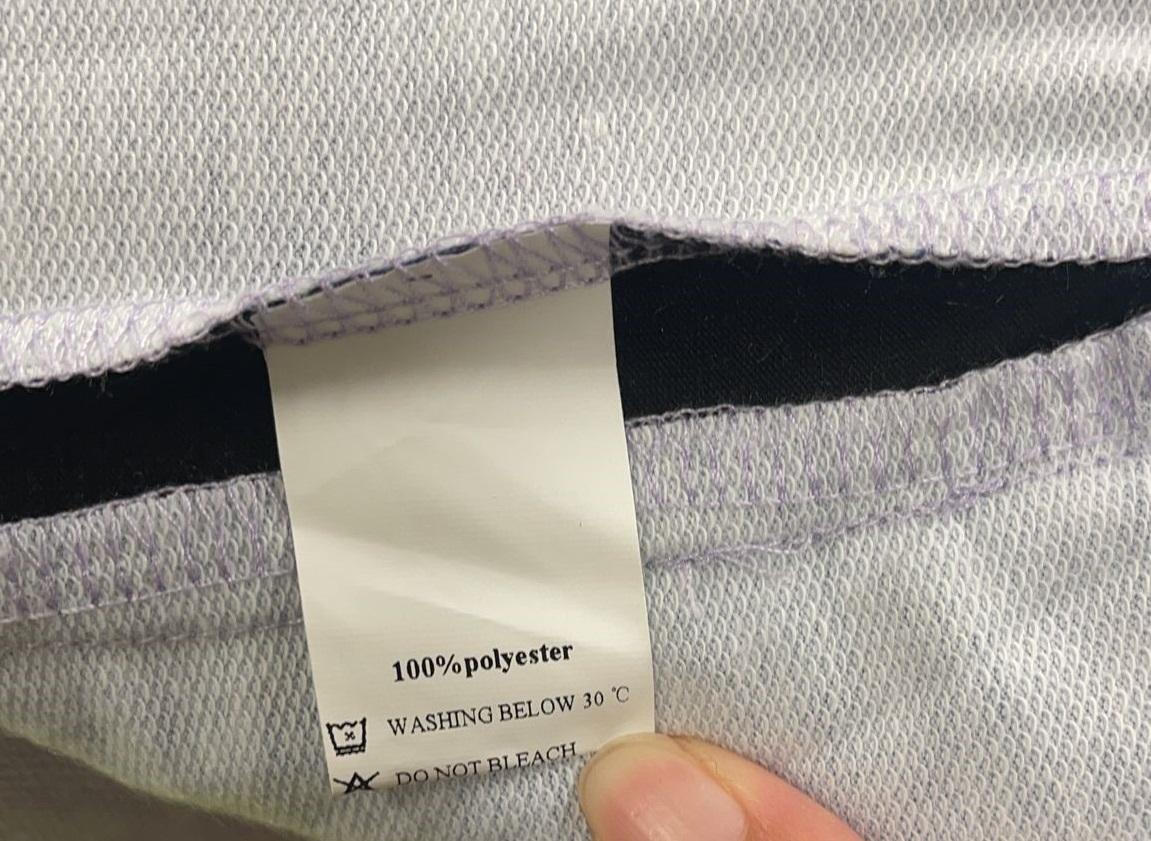 100%polyester
WASHING BELOW 30 ℃
DO NOT BLEACH